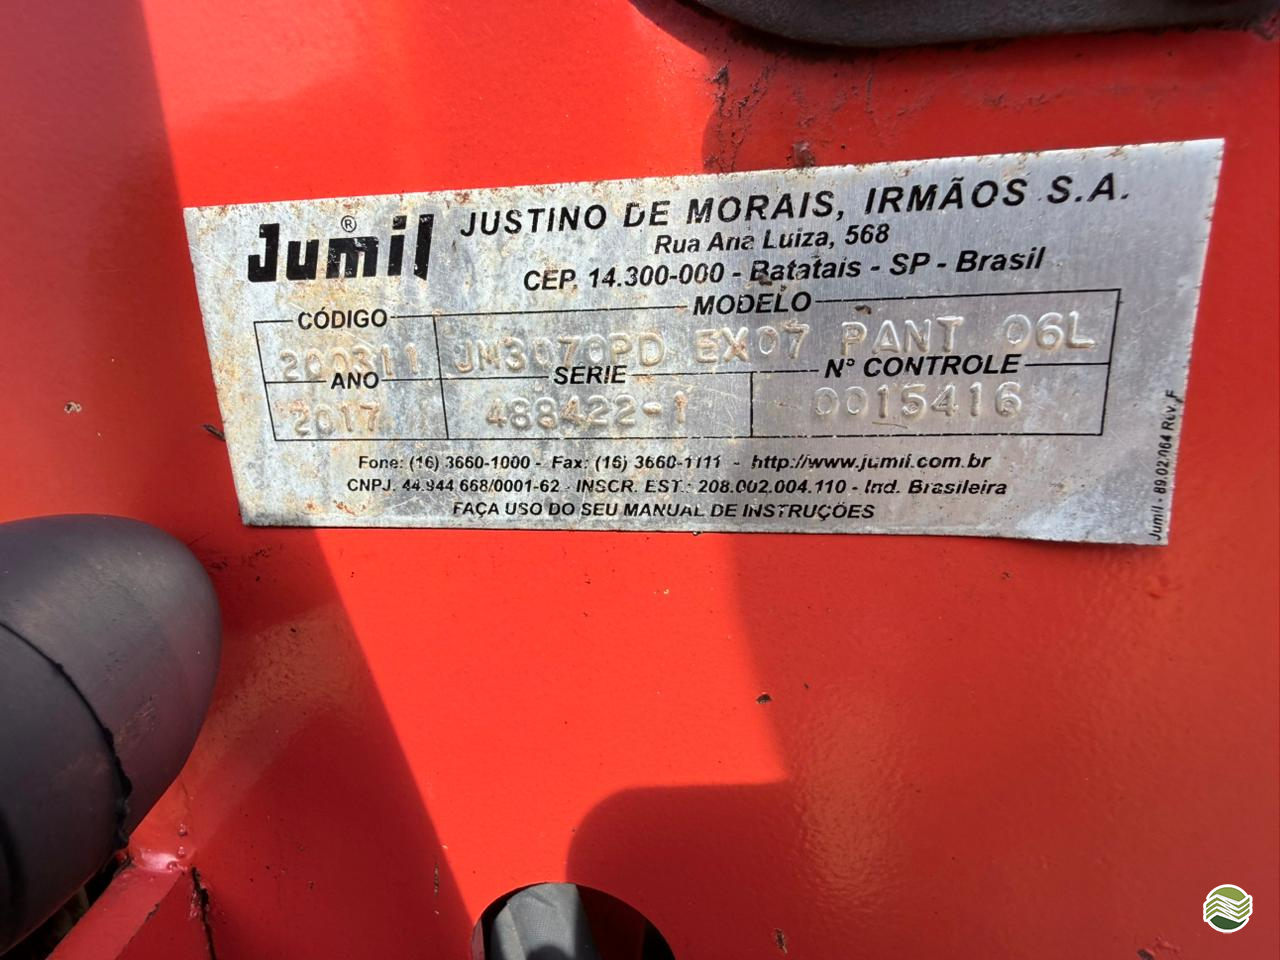 Jumil ®
JUSTINO DE MORAIS, IRMÃOS S.A.
Rua Ana Luiza, 568
CEP. 14.300-000 - Batatais - SP - Brasil
CÓDIGO MODELO
200311 JM3070PD EX07 PANT 06L
ANO SÉRIE Nº CONTROLE
2017 488422-1 0015416
Fone: (16) 3660-1000 - Fax: (16) 3660-1111 - http://www.jumil.com.br
CNPJ. 44.944.668/0001-62 - INSCR. EST.: 208.002.004.110 - Ind. Brasileira
FAÇA USO DO SEU MANUAL DE INSTRUÇÕES
Jumil - 89.02.064 Rev. F